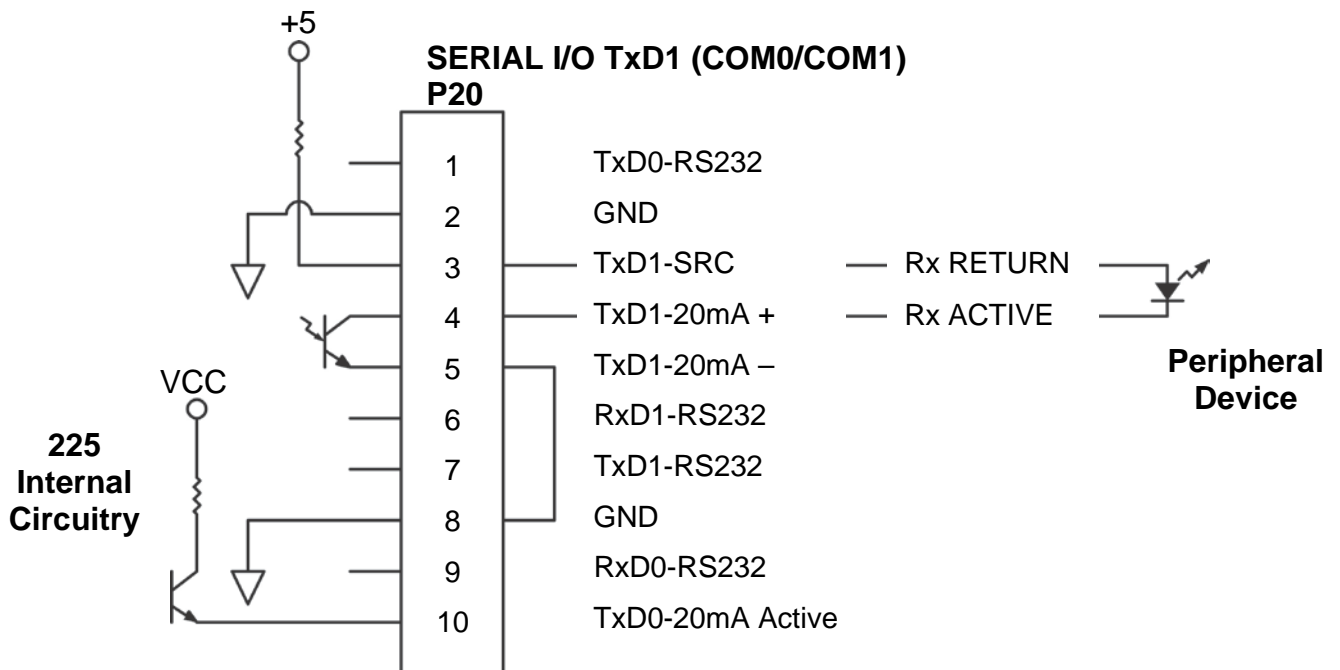 +5
SERIAL I/O TxD1 (COM0/COM1)
P20
1 TxD0-RS232
2 GND
3 TxD1-SRC Rx RETURN
4 TxD1-20mA + Rx ACTIVE
5 TxD1-20mA –
6 RxD1-RS232
7 TxD1-RS232
8 GND
9 RxD0-RS232
10 TxD0-20mA Active
Peripheral
Device
VCC
225
Internal
Circuitry